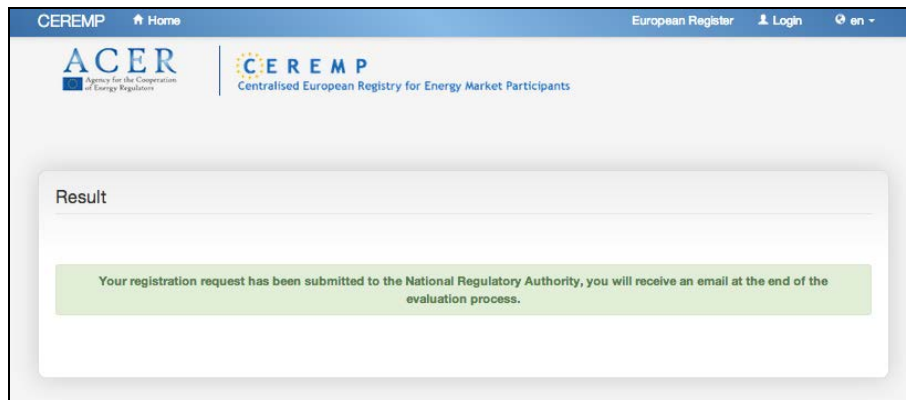 CEREMP Home European Register Login en
ACER
Agency for the Cooperation
of Energy Regulators
CEREMP
Centralised European Registry for Energy Market Participants
Result
Your registration request has been submitted to the National Regulatory Authority, you will receive an email at the end of the
evaluation process.